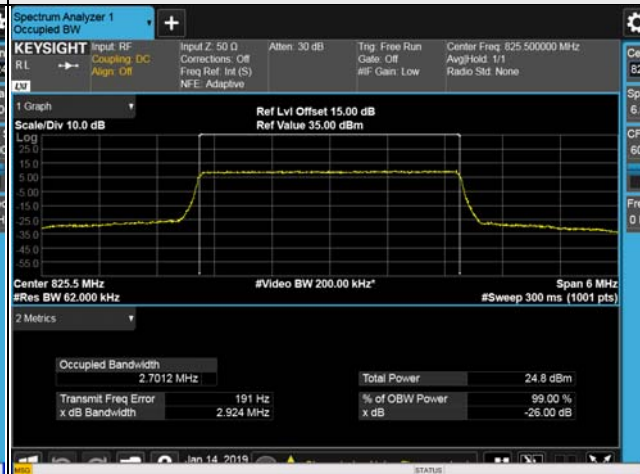 Spectrum Analyzer 1
Occupied BW
KEYSIGHT
RL
LXI
Input: RF
Coupling: DC
Align: Off
Input Z: 50 Ω
Corrections: Off
Freq Ref: Int (S)
NFE: Adaptive
Atten: 30 dB
Trig: Free Run
Gate: Off
#IF Gain: Low
Center Freq: 825.500000 MHz
Avg|Hold: 1/1
Radio Std: None
1 Graph
Scale/Div 10.0 dB
Ref Lvl Offset 15.00 dB
Ref Value 35.00 dBm
Log
25.0
15.0
5.00
-5.00
-15.0
-25.0
-35.0
-45.0
-55.0
Center 825.5 MHz
#Res BW 62.000 kHz
#Video BW 200.00 kHz*
Span 6 MHz
#Sweep 300 ms (1001 pts)
2 Metrics
Occupied Bandwidth
2.7012 MHz
Total Power 24.8 dBm
Transmit Freq Error 191 Hz
% of OBW Power 99.00 %
x dB Bandwidth 2.924 MHz
x dB -26.00 dB
Jan 14, 2019
MSG
STATUS